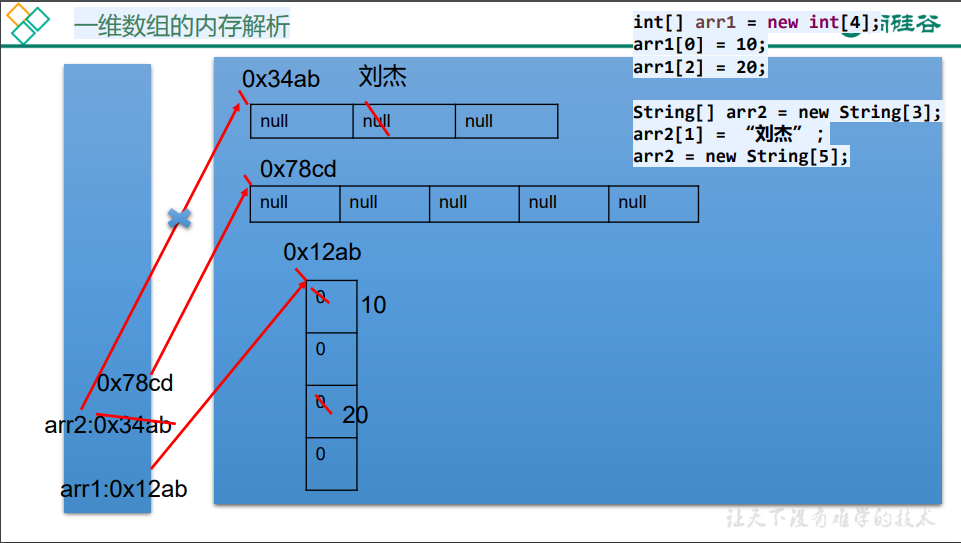 一维数组的内存解析
硅谷
int[] arr1 = new int[4];
arr1[0] = 10;
arr1[2] = 20;
String[] arr2 = new String[3];
arr2[1] = “刘杰”;
arr2 = new String[5];
0x34ab 刘杰
null null null
0x78cd
null null null null null
0x12ab
0 10
0
0 20
0
0x78cd
arr2:0x34ab
arr1:0x12ab
让天下没有难学的技术